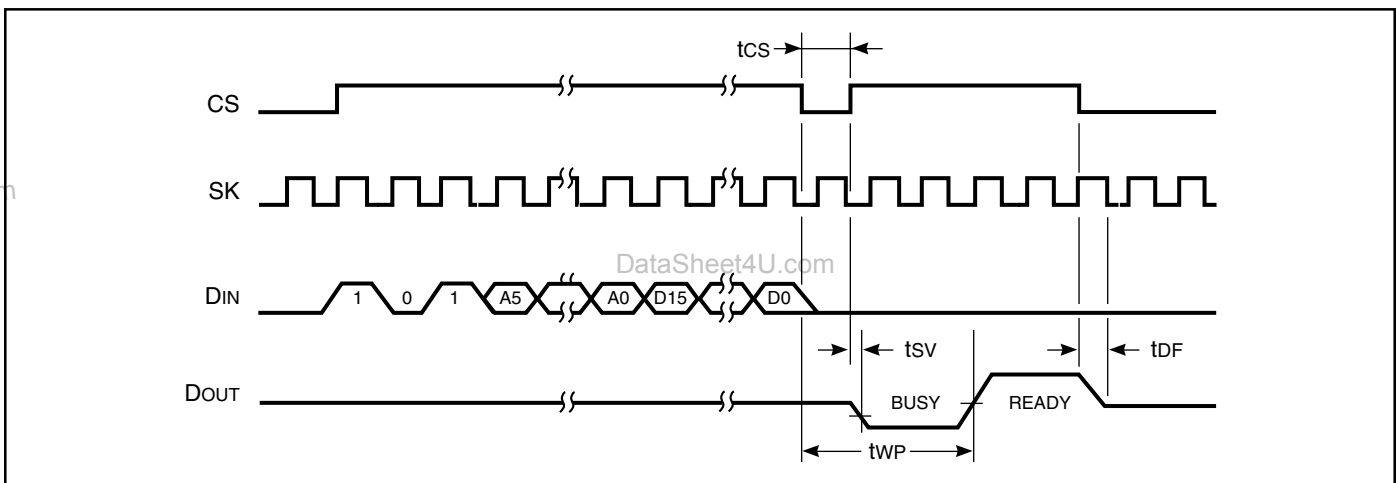 tCS
CS
SK
m
DataSheet4U.com
DIN 1 0 1 A5 A0 D15 D0
tSV tDF
DOUT BUSY READY
tWP